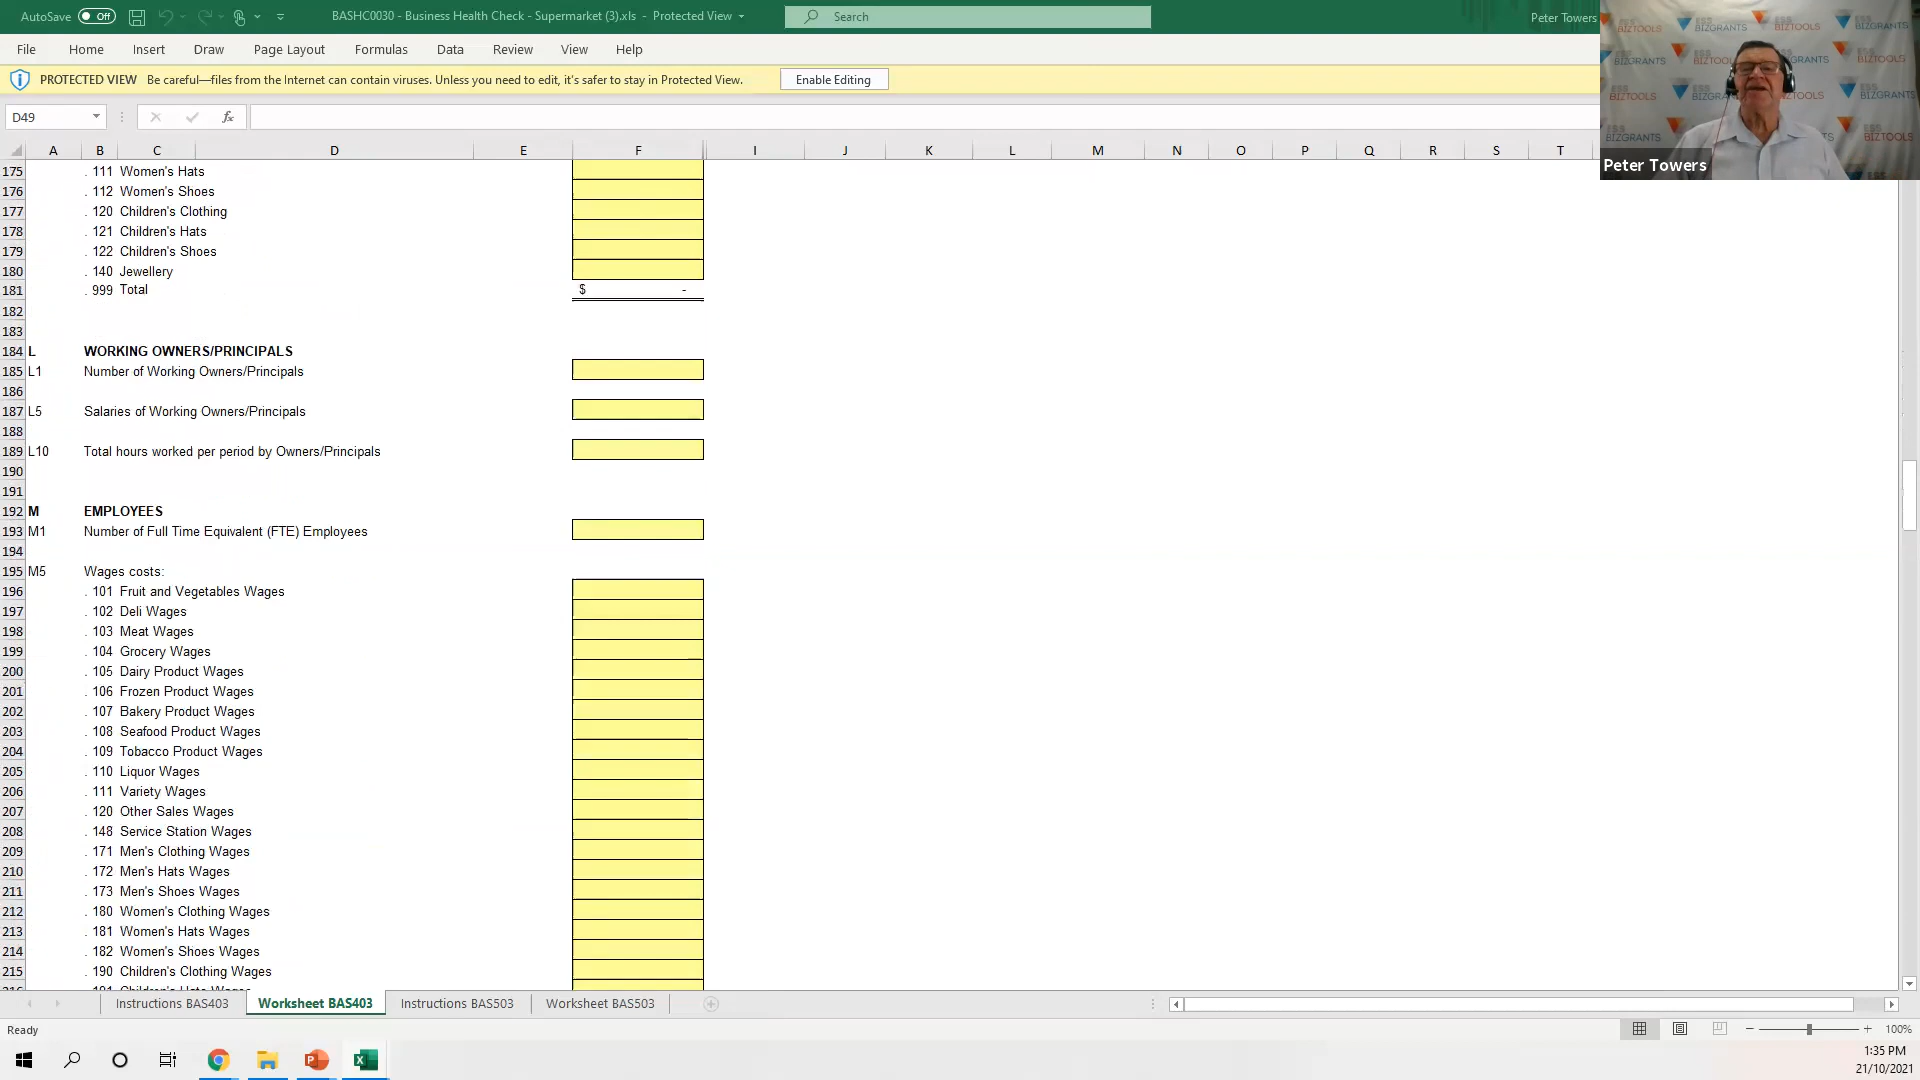 AutoSave Off BASHC0030 - Business Health Check - Supermarket (3).xls - Protected View Search Peter Towers
File Home Insert Draw Page Layout Formulas Data Review View Help
PROTECTED VIEW Be careful—files from the Internet can contain viruses. Unless you need to edit, it's safer to stay in Protected View. Enable Editing
D49 fx
A B C D E F I J K L M N O P Q R S T
175 . 111 Women's Hats
176 . 112 Women's Shoes
177 . 120 Children's Clothing
178 . 121 Children's Hats
179 . 122 Children's Shoes
180 . 140 Jewellery
181 . 999 Total $ -
182
183
184 L WORKING OWNERS/PRINCIPALS
185 L1 Number of Working Owners/Principals
186
187 L5 Salaries of Working Owners/Principals
188
189 L10 Total hours worked per period by Owners/Principals
190
191
192 M EMPLOYEES
193 M1 Number of Full Time Equivalent (FTE) Employees
194
195 M5 Wages costs:
196 . 101 Fruit and Vegetables Wages
197 . 102 Deli Wages
198 . 103 Meat Wages
199 . 104 Grocery Wages
200 . 105 Dairy Product Wages
201 . 106 Frozen Product Wages
202 . 107 Bakery Product Wages
203 . 108 Seafood Product Wages
204 . 109 Tobacco Product Wages
205 . 110 Liquor Wages
206 . 111 Variety Wages
207 . 120 Other Sales Wages
208 . 148 Service Station Wages
209 . 171 Men's Clothing Wages
210 . 172 Men's Hats Wages
211 . 173 Men's Shoes Wages
212 . 180 Women's Clothing Wages
213 . 181 Women's Hats Wages
214 . 182 Women's Shoes Wages
215 . 190 Children's Clothing Wages
Instructions BAS403 Worksheet BAS403 Instructions BAS503 Worksheet BAS503
Ready 100%
1:35 PM
21/10/2021
Peter Towers